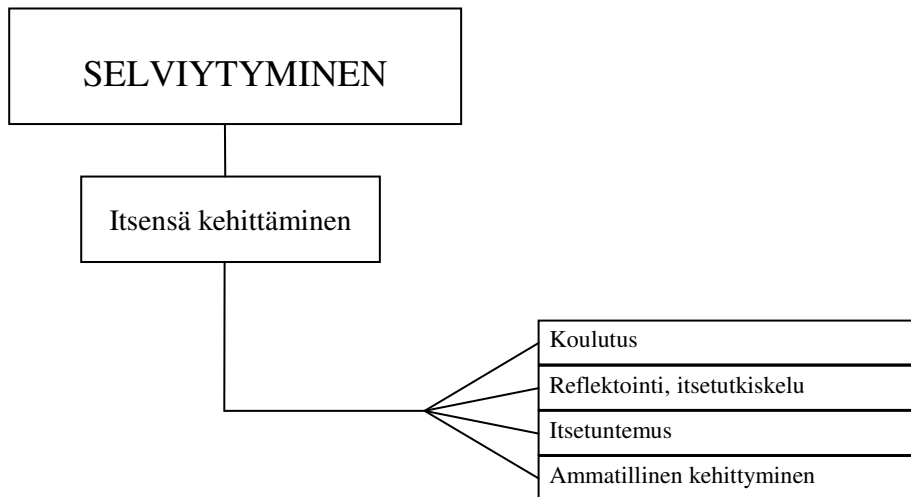 SELVIYTYMINEN
Itsensä kehittäminen
Koulutus
Reflektointi, itsetutkiskelu
Itsetuntemus
Ammatillinen kehittyminen